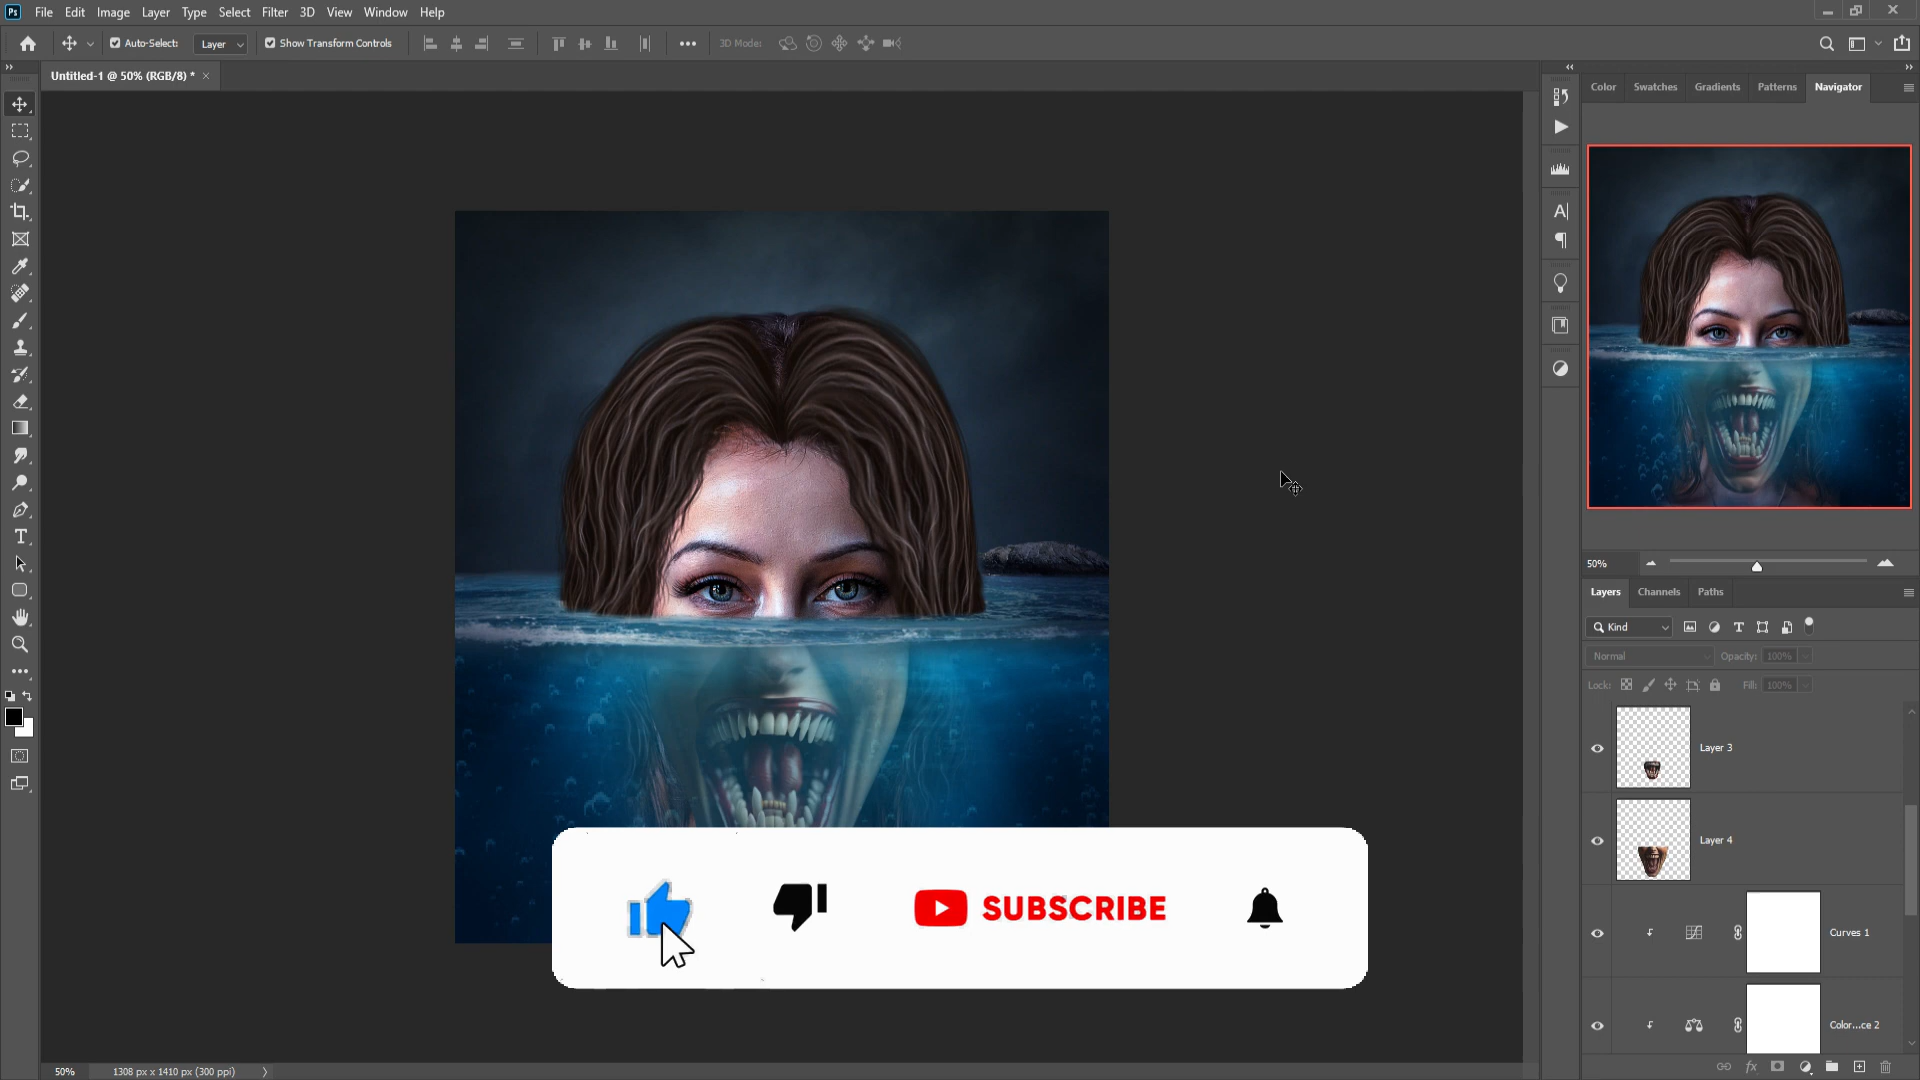 Ps File Edit Image Layer Type Select Filter 3D View Window Help
Auto-Select: Layer Show Transform Controls 3D Mode:
Untitled-1 @ 50% (RGB/8) *
Color Swatches Gradients Patterns Navigator
50%
Layers Channels Paths
Kind
Normal Opacity: 100%
Lock: Fill: 100%
Layer 3
Layer 4
Curves 1
Color...ce 2
SUBSCRIBE
50% 1308 px x 1410 px (300 ppi)